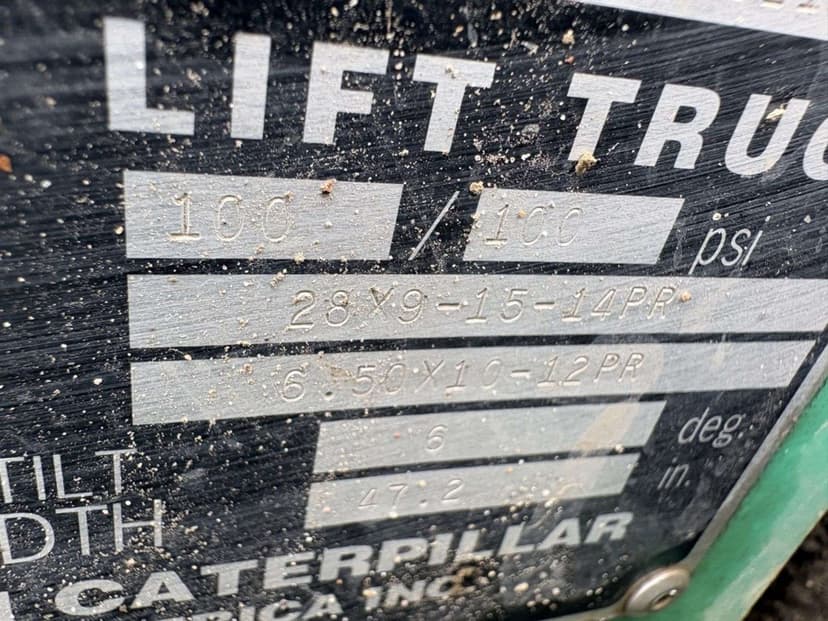 LIFT TRUC
100 / 100 psi
28X9-15-14PR
6.50X10-12PR
TILT 6 deg.
DTH 47.2 in.
CATERPILLAR
RICA INC.